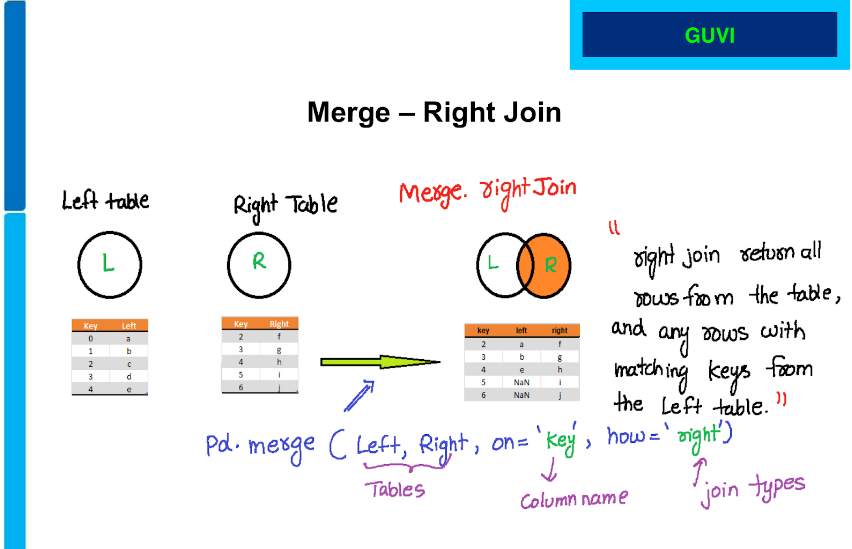 GUVI
Merge – Right Join
Left table
Right Table
Merge. right Join
L
R
L
R
Key Left
0 a
1 b
2 c
3 d
4 e
Key Right
2 f
3 g
4 h
5 i
6 j
key left right
2 a f
3 b g
4 e h
5 NaN i
6 NaN j
"right join return all
rows from the table,
and any rows with
matching keys from
the Left table."
Pd. merge ( Left, Right, on = 'key', how = 'right')
Tables
Column name
join types